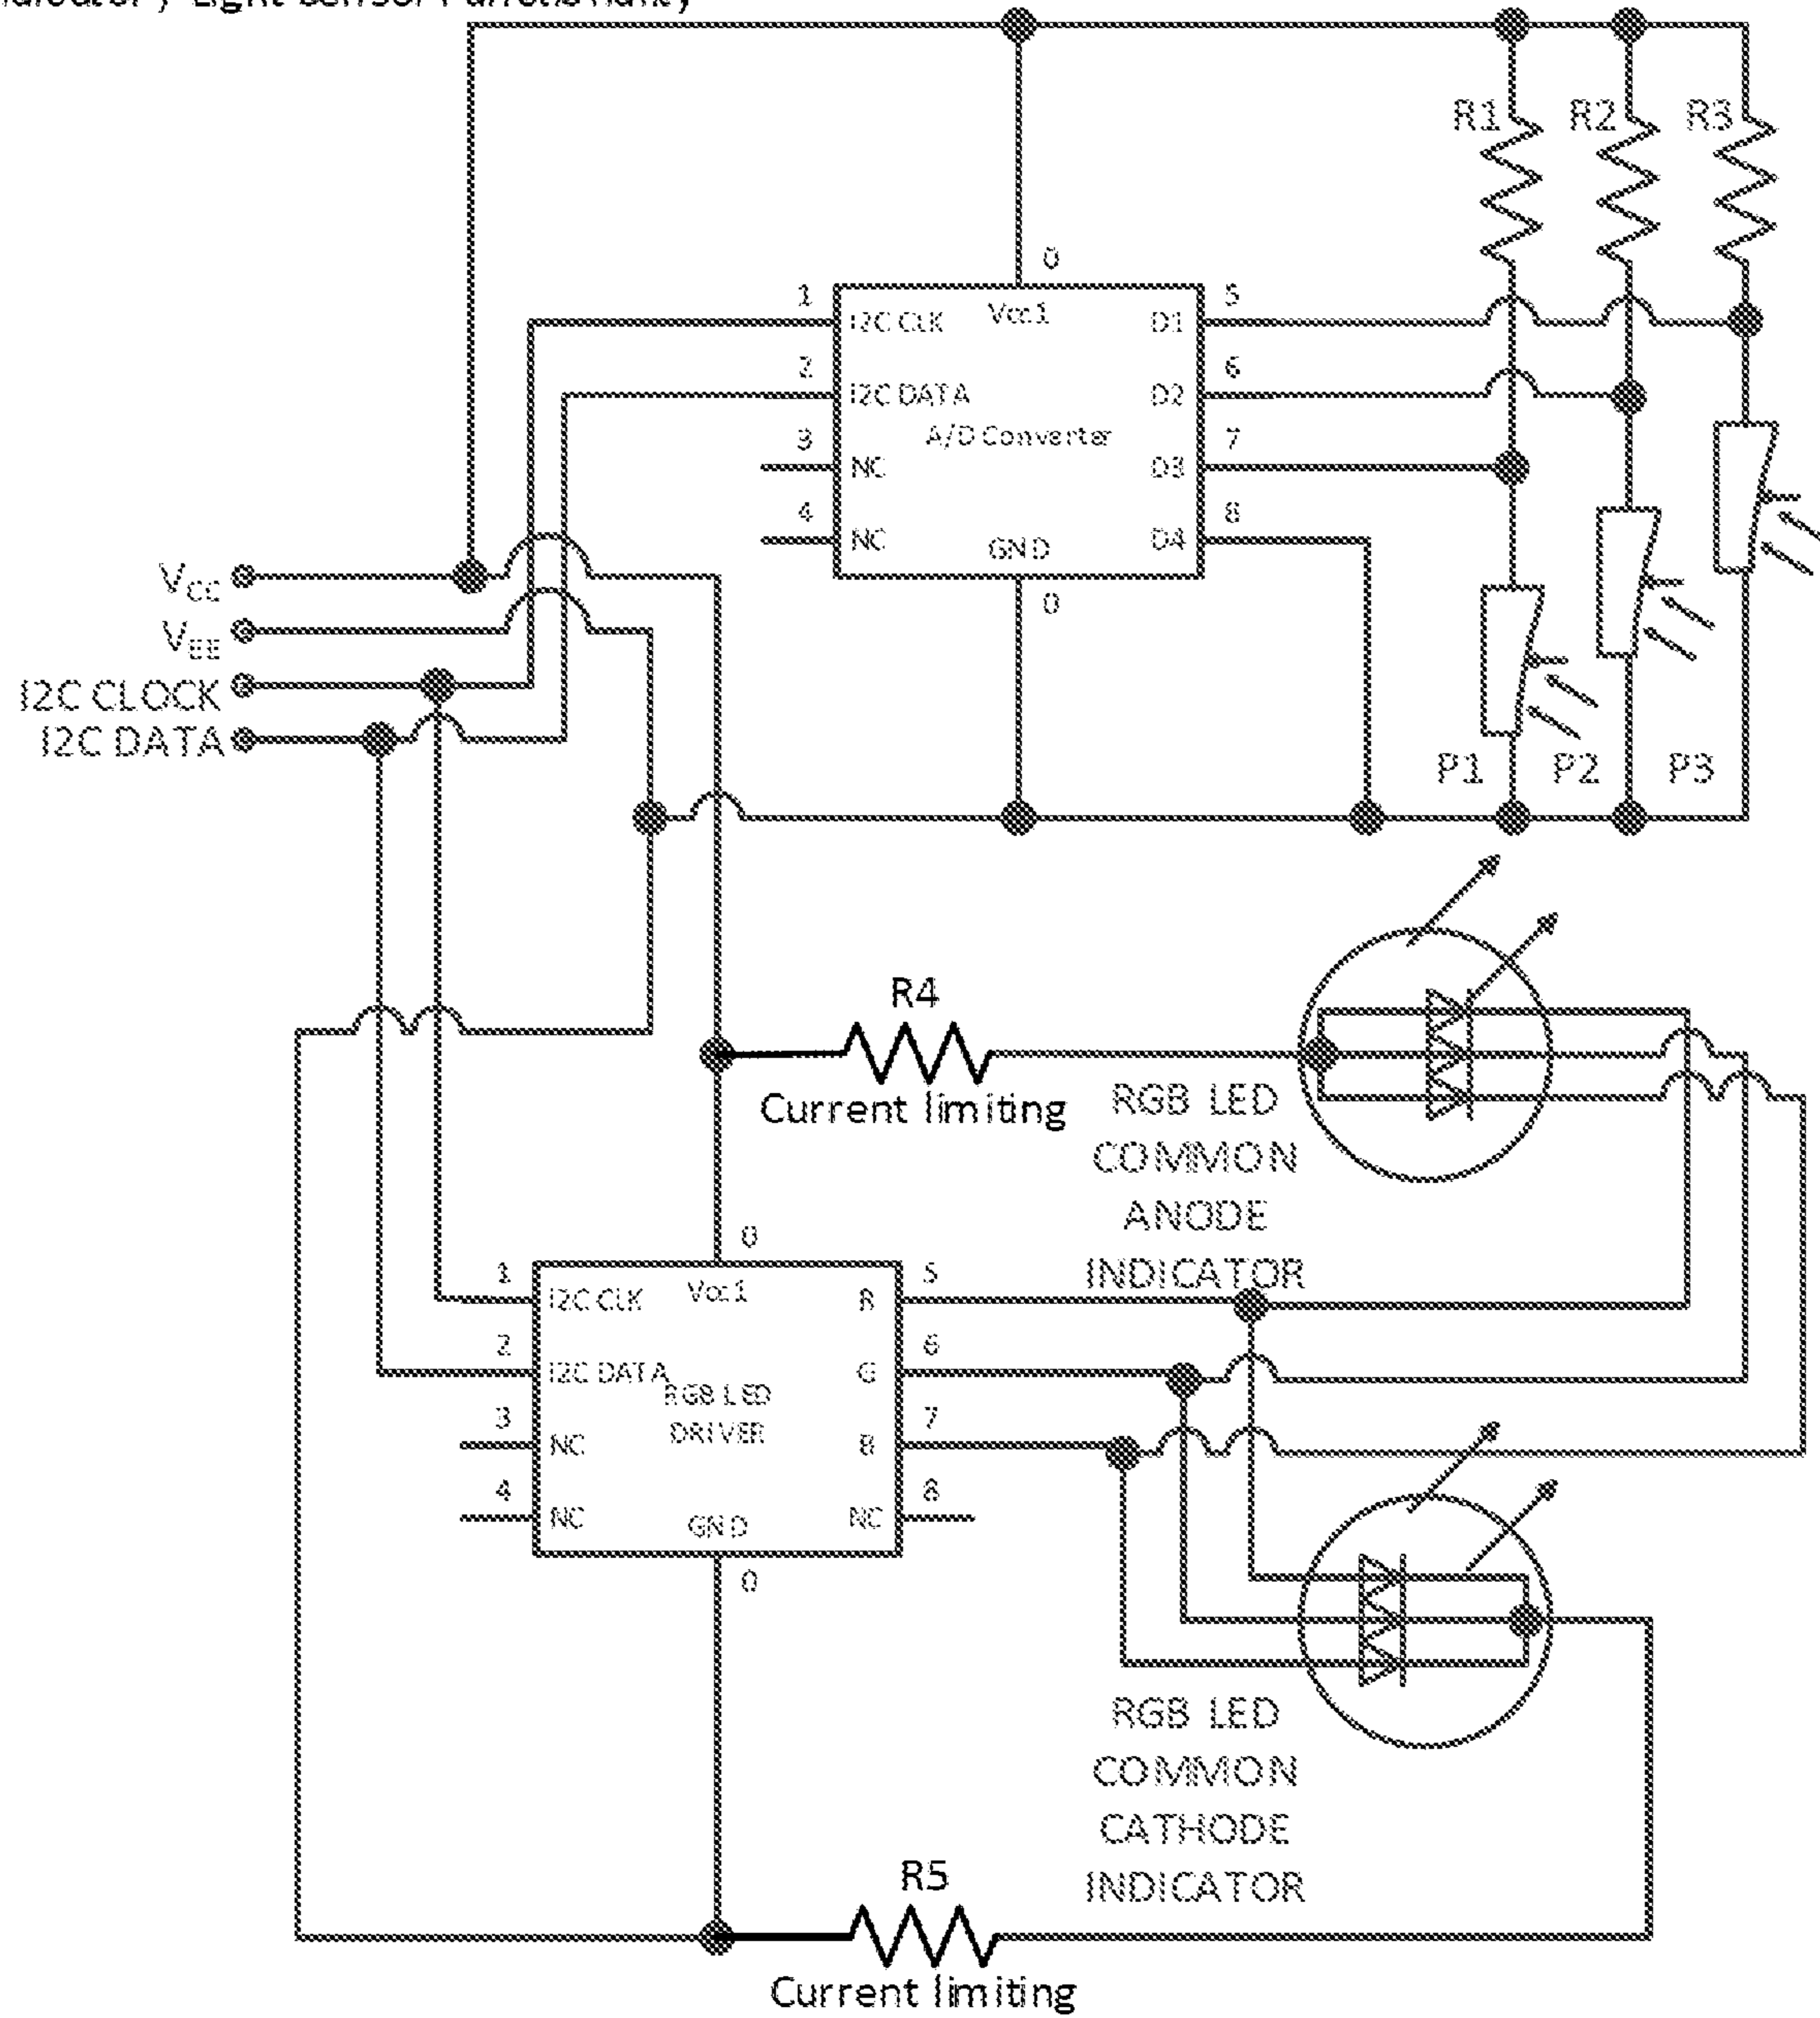 Light Sensor Functionality
R1 R2 R3
0
1 I2C CLK Vcc1 D1 5
2 I2C DATA D2 6
A/D Converter
3 NC D3 7
4 NC GND D4 8
0
VCC
VEE
I2C CLOCK
I2C DATA
P1 P2 P3
R4
Current limiting
RGB LED
COMMON
ANODE
INDICATOR
0
1 I2C CLK Vcc1 R 5
2 I2C DATA G 6
RGB LED
DRIVER
3 NC B 7
4 NC GND NC 8
0
RGB LED
COMMON
CATHODE
INDICATOR
R5
Current limiting